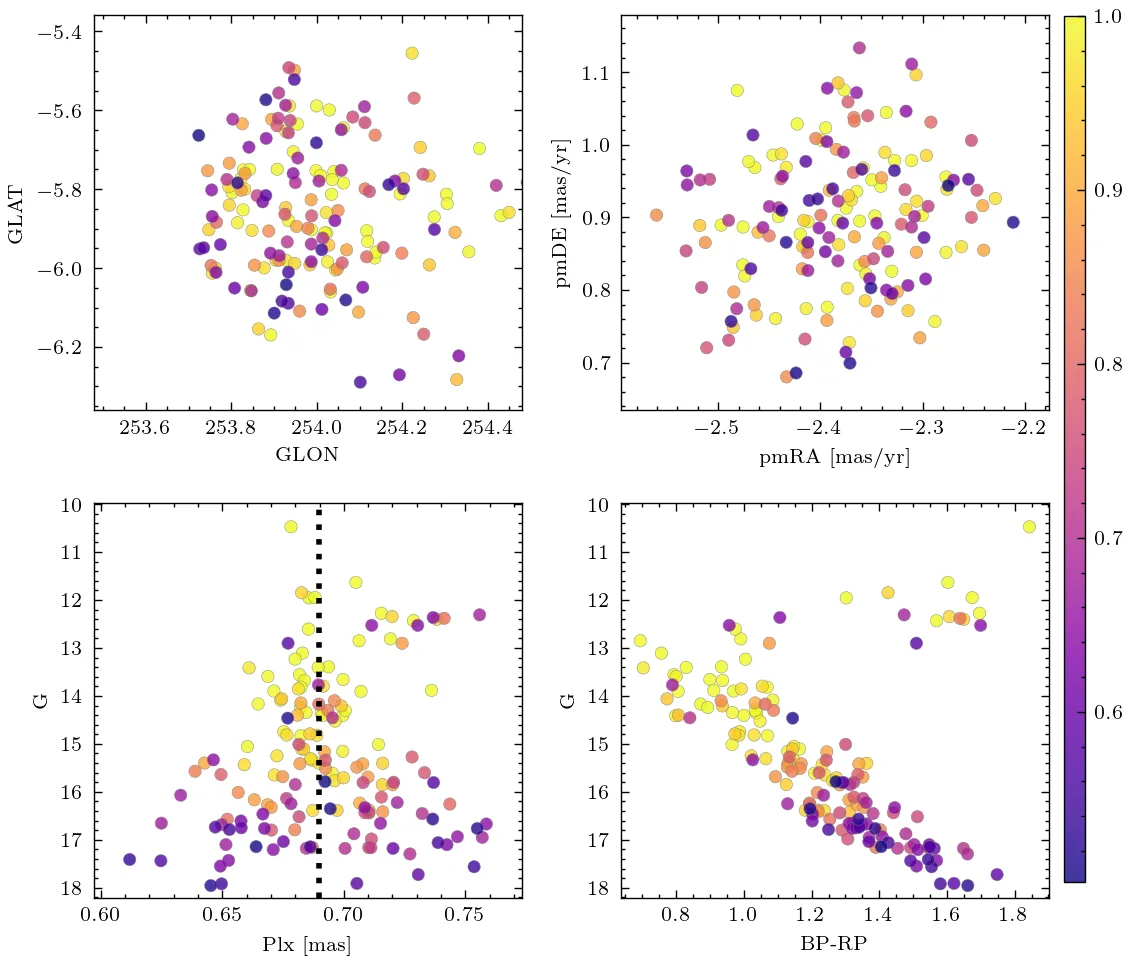 −5.4
−5.6
−5.8
−6.0
−6.2
GLAT
253.6 253.8 254.0 254.2 254.4
GLON
1.1
1.0
0.9
0.8
0.7
pmDE [mas/yr]
−2.5 −2.4 −2.3 −2.2
pmRA [mas/yr]
1.0
0.9
0.8
0.7
0.6
10
11
12
13
14
15
16
17
18
G
0.60 0.65 0.70 0.75
Plx [mas]
10
11
12
13
14
15
16
17
18
G
0.8 1.0 1.2 1.4 1.6 1.8
BP-RP